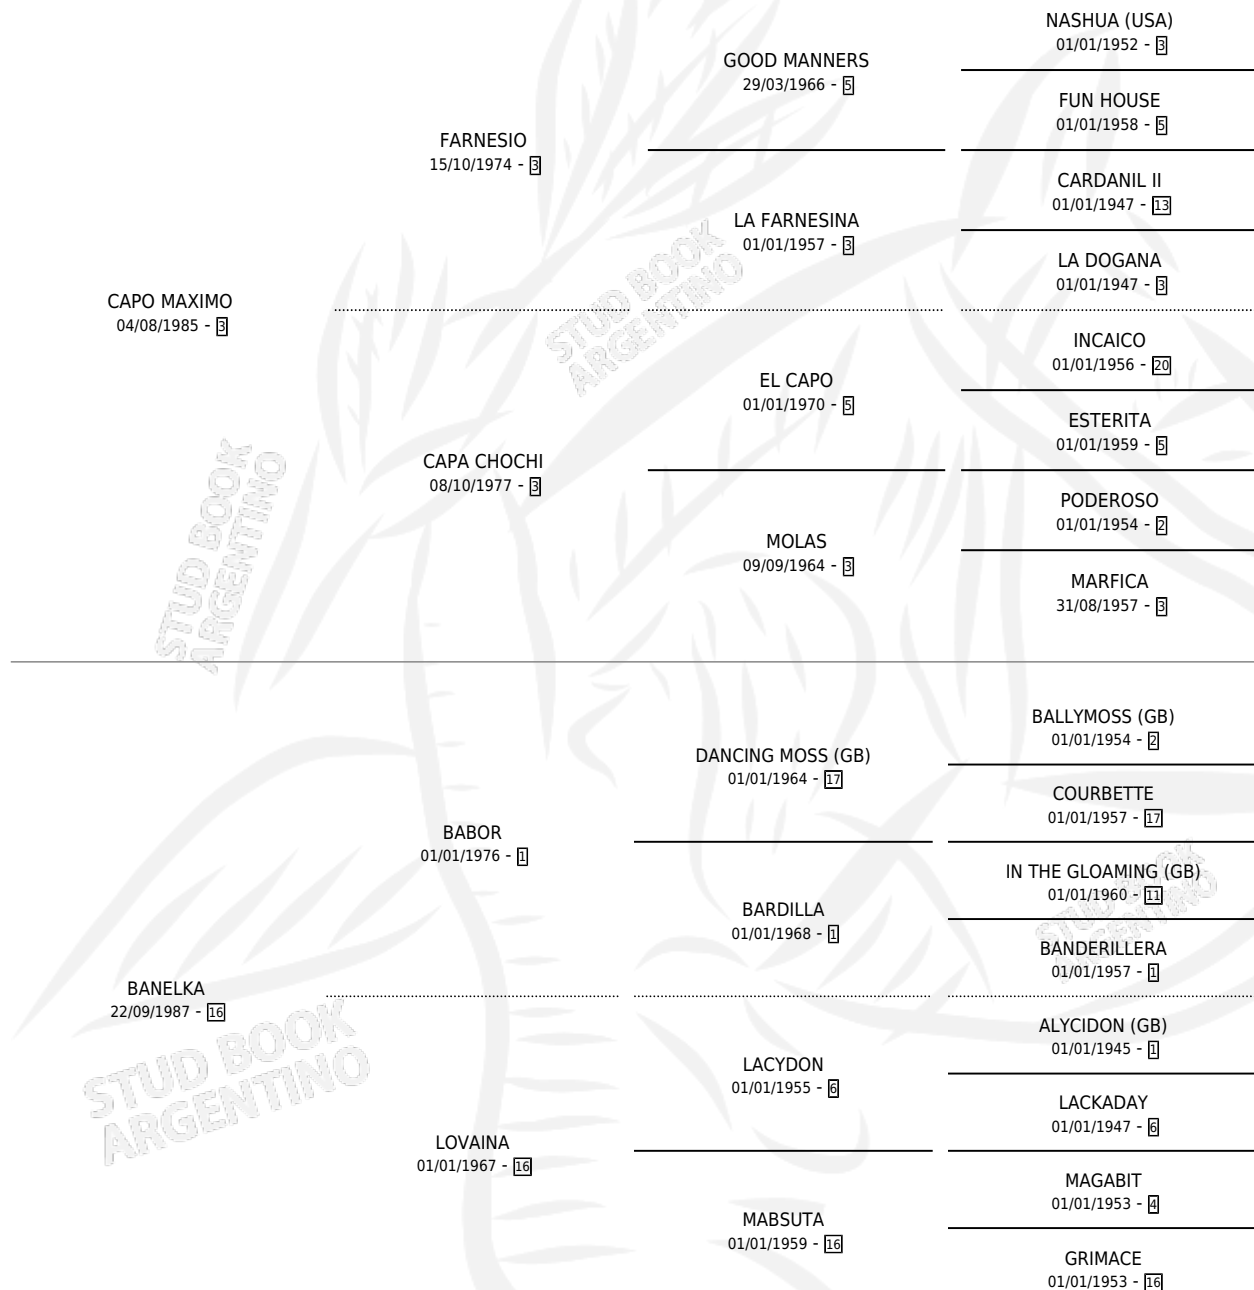 NASHUA (USA)
01/01/1952 - 3
GOOD MANNERS
29/03/1966 - 5
FUN HOUSE
01/01/1958 - 5
FARNESIO
15/10/1974 - 3
CARDANIL II
01/01/1947 - 13
LA FARNESINA
01/01/1957 - 3
LA DOGANA
01/01/1947 - 3
CAPO MAXIMO
04/08/1985 - 3
INCAICO
01/01/1956 - 20
EL CAPO
01/01/1970 - 5
ESTERITA
01/01/1959 - 5
CAPA CHOCHI
08/10/1977 - 3
PODEROSO
01/01/1954 - 2
MOLAS
09/09/1964 - 3
MARFICA
31/08/1957 - 3
BALLYMOSS (GB)
01/01/1954 - 2
DANCING MOSS (GB)
01/01/1964 - 17
COURBETTE
01/01/1957 - 17
BABOR
01/01/1976 - 1
IN THE GLOAMING (GB)
01/01/1960 - 11
BARDILLA
01/01/1968 - 1
BANDERILLERA
01/01/1957 - 1
BANELKA
22/09/1987 - 16
ALYCIDON (GB)
01/01/1945 - 1
LACYDON
01/01/1955 - 6
LACKADAY
01/01/1947 - 6
LOVAINA
01/01/1967 - 16
MAGABIT
01/01/1953 - 4
MABSUTA
01/01/1959 - 16
GRIMACE
01/01/1953 - 16
STUD BOOK
ARGENTINO
STUD BOOK
ARGENTINO
STUD BOOK
ARGENTINO
STUD BOOK
ARGENTINO